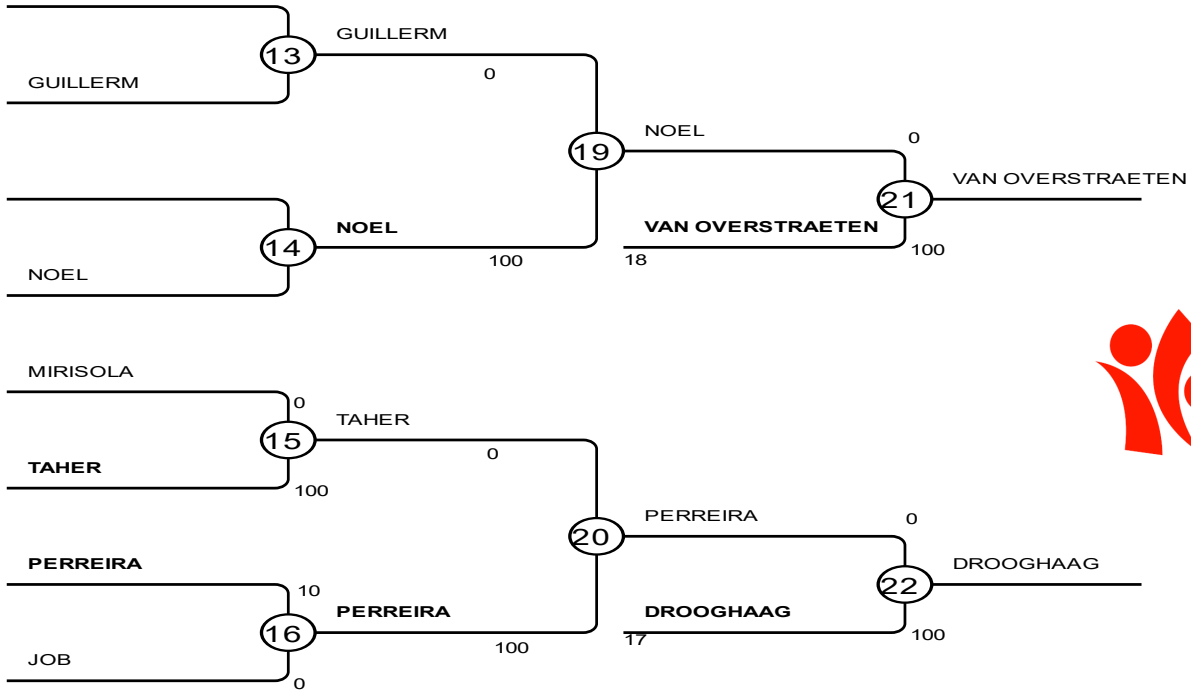 GUILLERM
13
GUILLERM
0
NOEL
0
19
VAN OVERSTRAETEN
21
NOEL
VAN OVERSTRAETEN
14
100
18
100
NOEL
MIRISOLA
0
TAHER
15
0
TAHER
100
PERREIRA
0
20
PERREIRA
DROOGHAAG
10
22
PERREIRA
DROOGHAAG
16
100
17
100
JOB
0